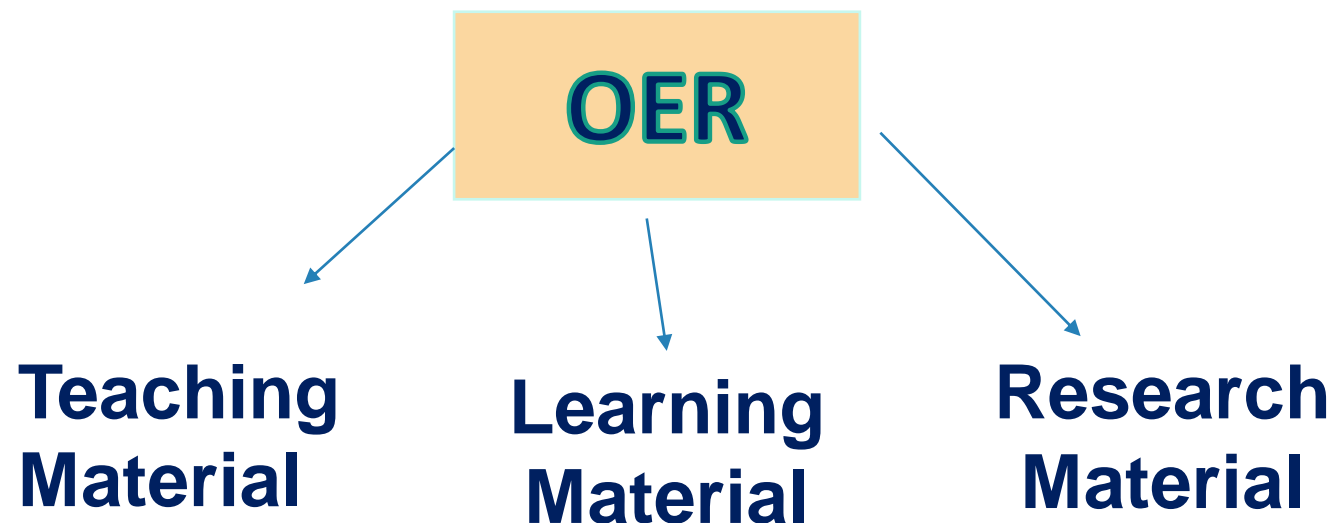 OER
Teaching
Material
Learning
Material
Research
Material